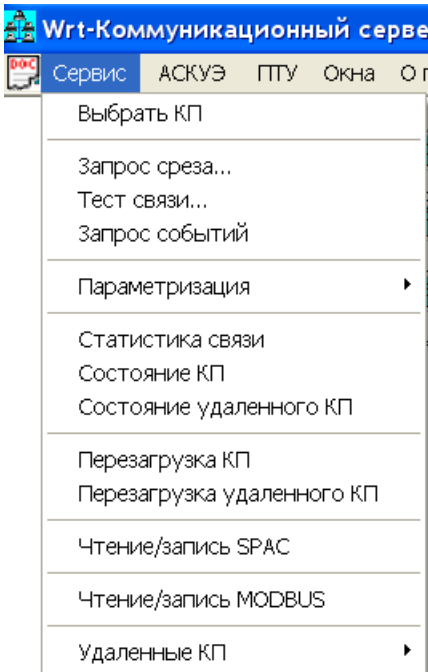 Wrt-Коммуникационный серве
DOC
Сервис АСКУЭ ПТУ Окна О п
Выбрать КП
Запрос среза...
Тест связи...
Запрос событий
Параметризация
Статистика связи
Состояние КП
Состояние удаленного КП
Перезагрузка КП
Перезагрузка удаленного КП
Чтение/запись SPAC
Чтение/запись MODBUS
Удаленные КП